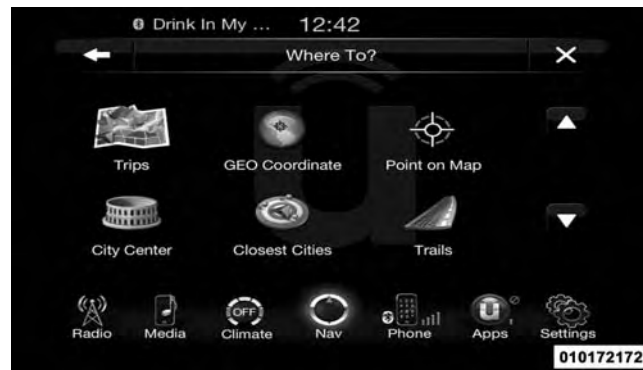 Drink In My ... 12:42
Where To?
Trips GEO Coordinate Point on Map
City Center Closest Cities Trails
OFF
Radio Media Climate Nav Phone Apps Settings
010172172